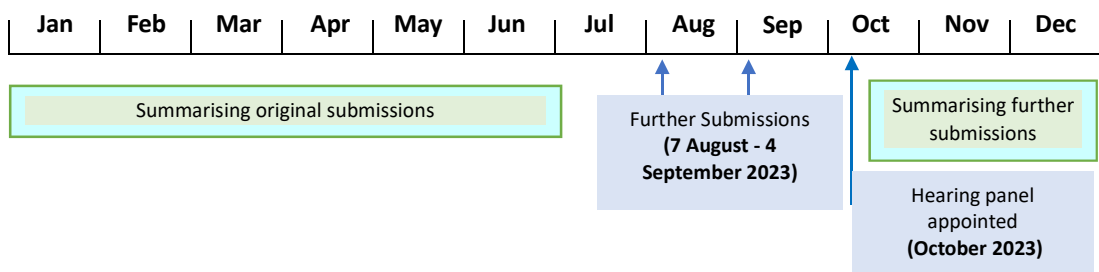 Jan Feb Mar Apr May Jun Jul Aug Sep Oct Nov Dec
Summarising original submissions
Further Submissions
(7 August - 4
September 2023)
Summarising further
submissions
Hearing panel
appointed
(October 2023)